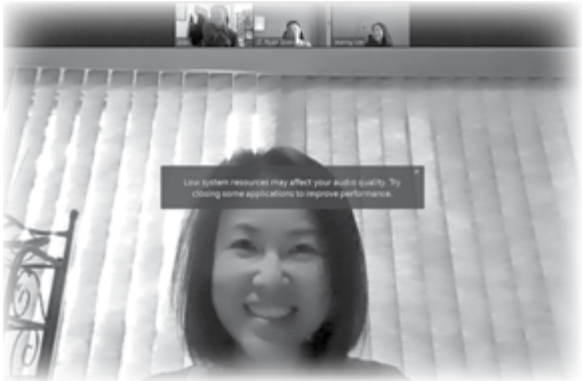 Low system resources may affect your audio quality. Try
closing some applications to improve performance.